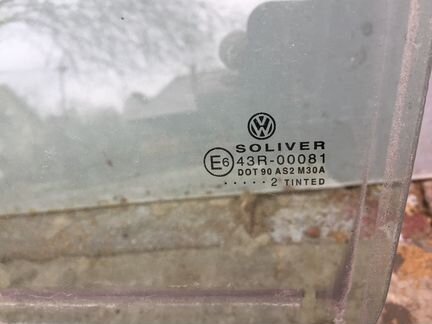 SOLIVER
E6 43R-00081
DOT 90 AS2 M30A
..... 2 TINTED